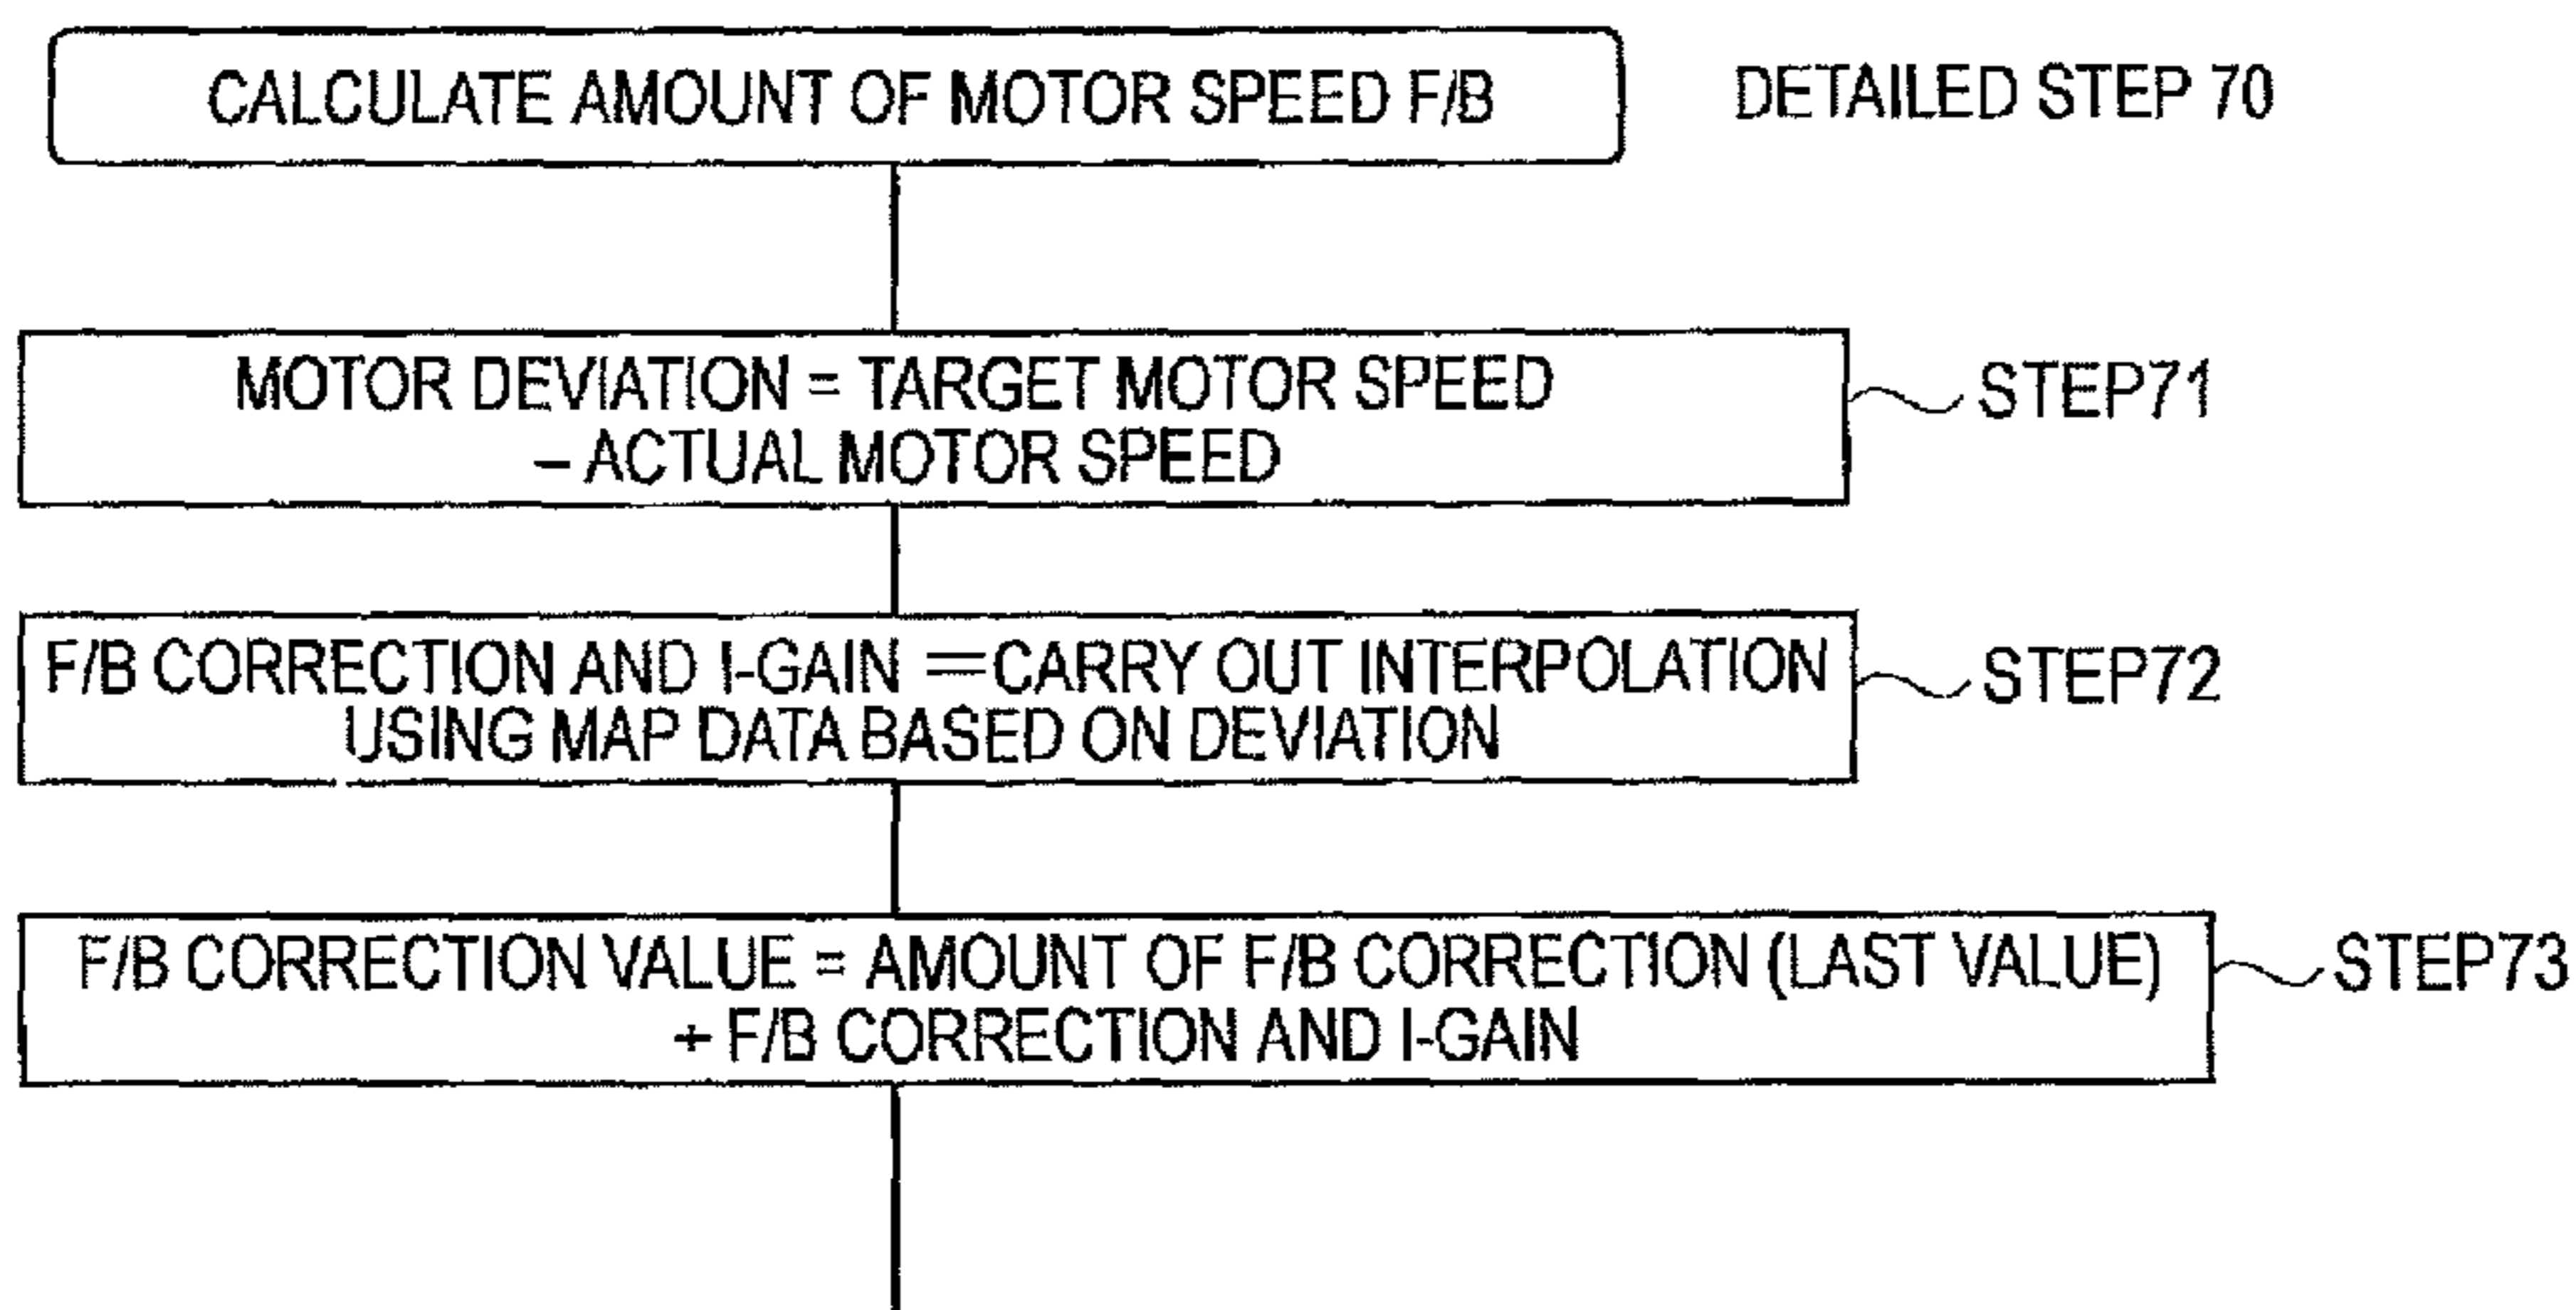 CALCULATE AMOUNT OF MOTOR SPEED F/B
DETAILED STEP 70
MOTOR DEVIATION = TARGET MOTOR SPEED
– ACTUAL MOTOR SPEED
STEP71
F/B CORRECTION AND I-GAIN =CARRY OUT INTERPOLATION
USING MAP DATA BASED ON DEVIATION
STEP72
F/B CORRECTION VALUE = AMOUNT OF F/B CORRECTION (LAST VALUE)
+ F/B CORRECTION AND I-GAIN
STEP73